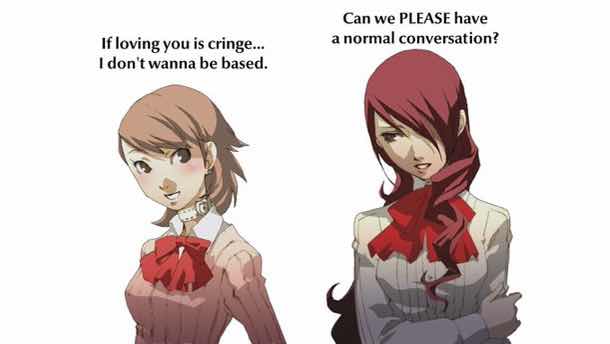 If loving you is cringe...
I don't wanna be based.
Can we PLEASE have
a normal conversation?